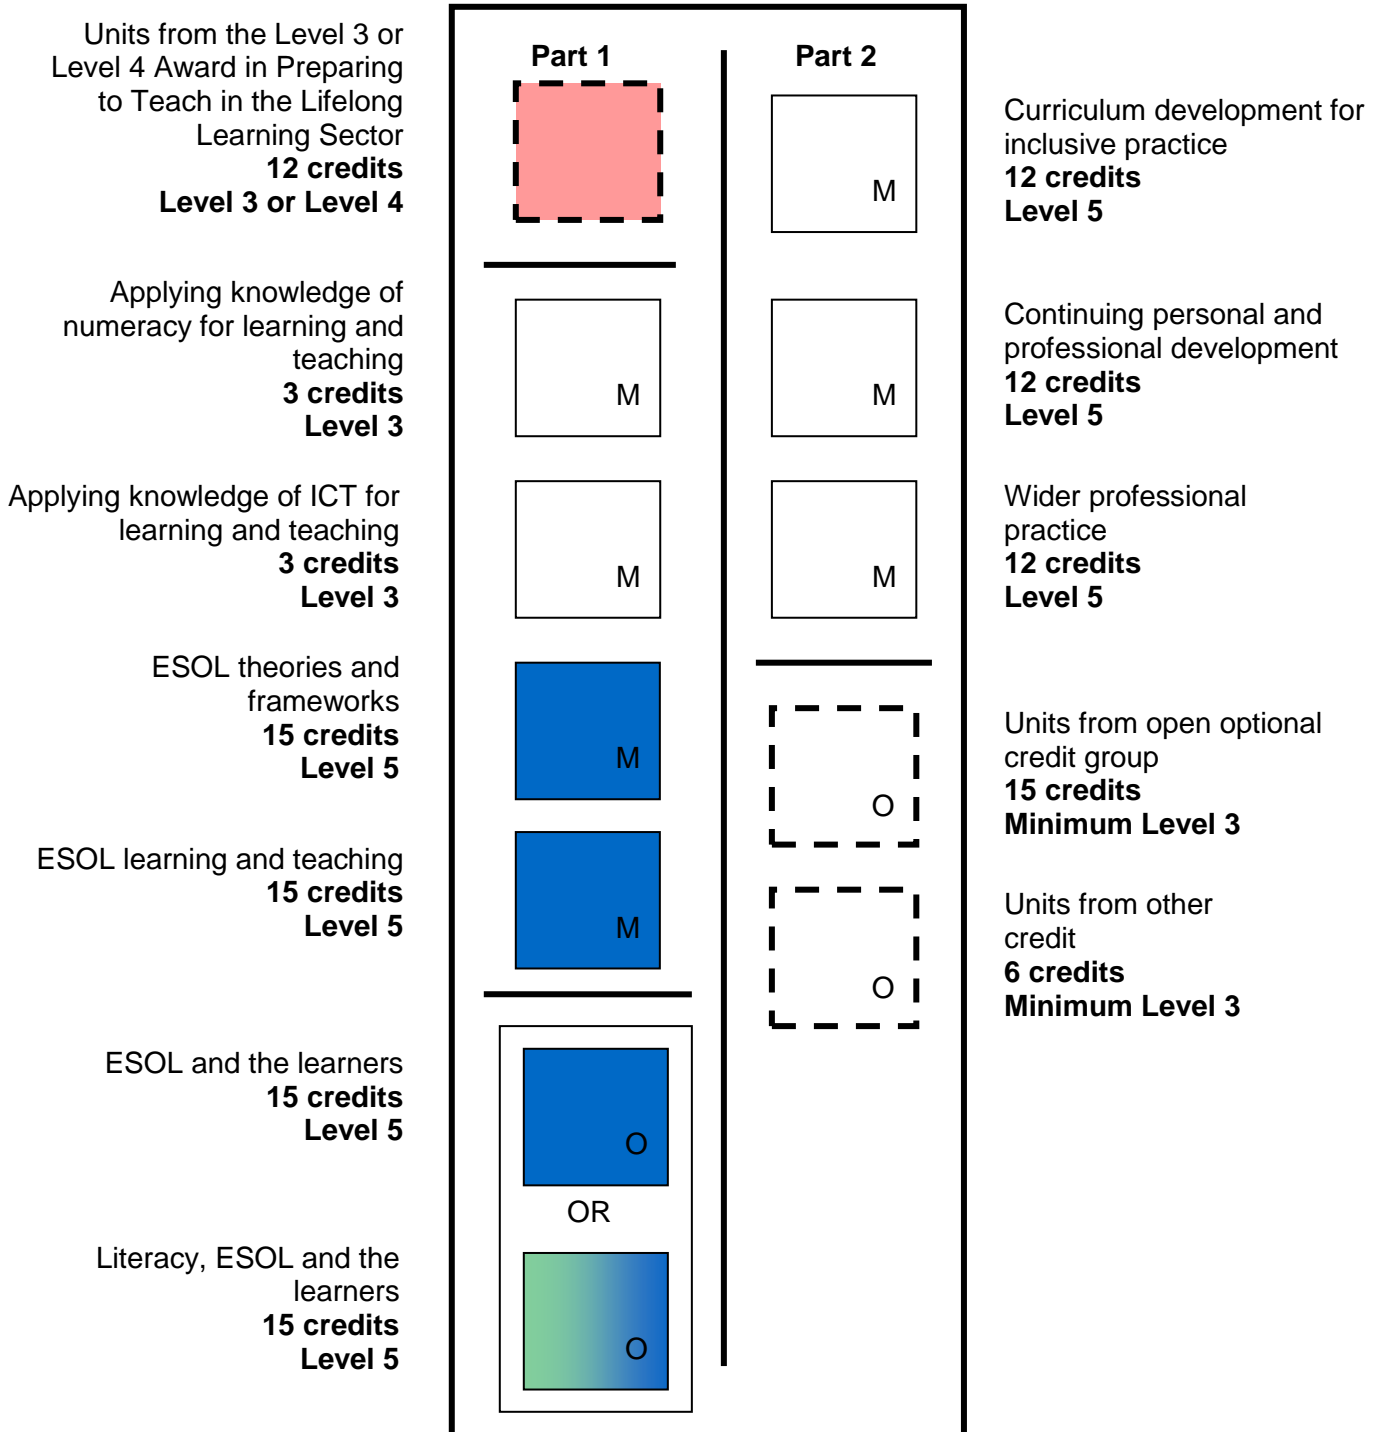 Units from the Level 3 or
Level 4 Award in Preparing
to Teach in the Lifelong
Learning Sector
12 credits
Level 3 or Level 4
Applying knowledge of
numeracy for learning and
teaching
3 credits
Level 3
Applying knowledge of ICT for
learning and teaching
3 credits
Level 3
ESOL theories and
frameworks
15 credits
Level 5
ESOL learning and teaching
15 credits
Level 5
ESOL and the learners
15 credits
Level 5
Literacy, ESOL and the
learners
15 credits
Level 5
Part 1
M
M
M
M
O
OR
O
Part 2
M
M
M
O
O
Curriculum development for
inclusive practice
12 credits
Level 5
Continuing personal and
professional development
12 credits
Level 5
Wider professional
practice
12 credits
Level 5
Units from open optional
credit group
15 credits
Minimum Level 3
Units from other
credit
6 credits
Minimum Level 3